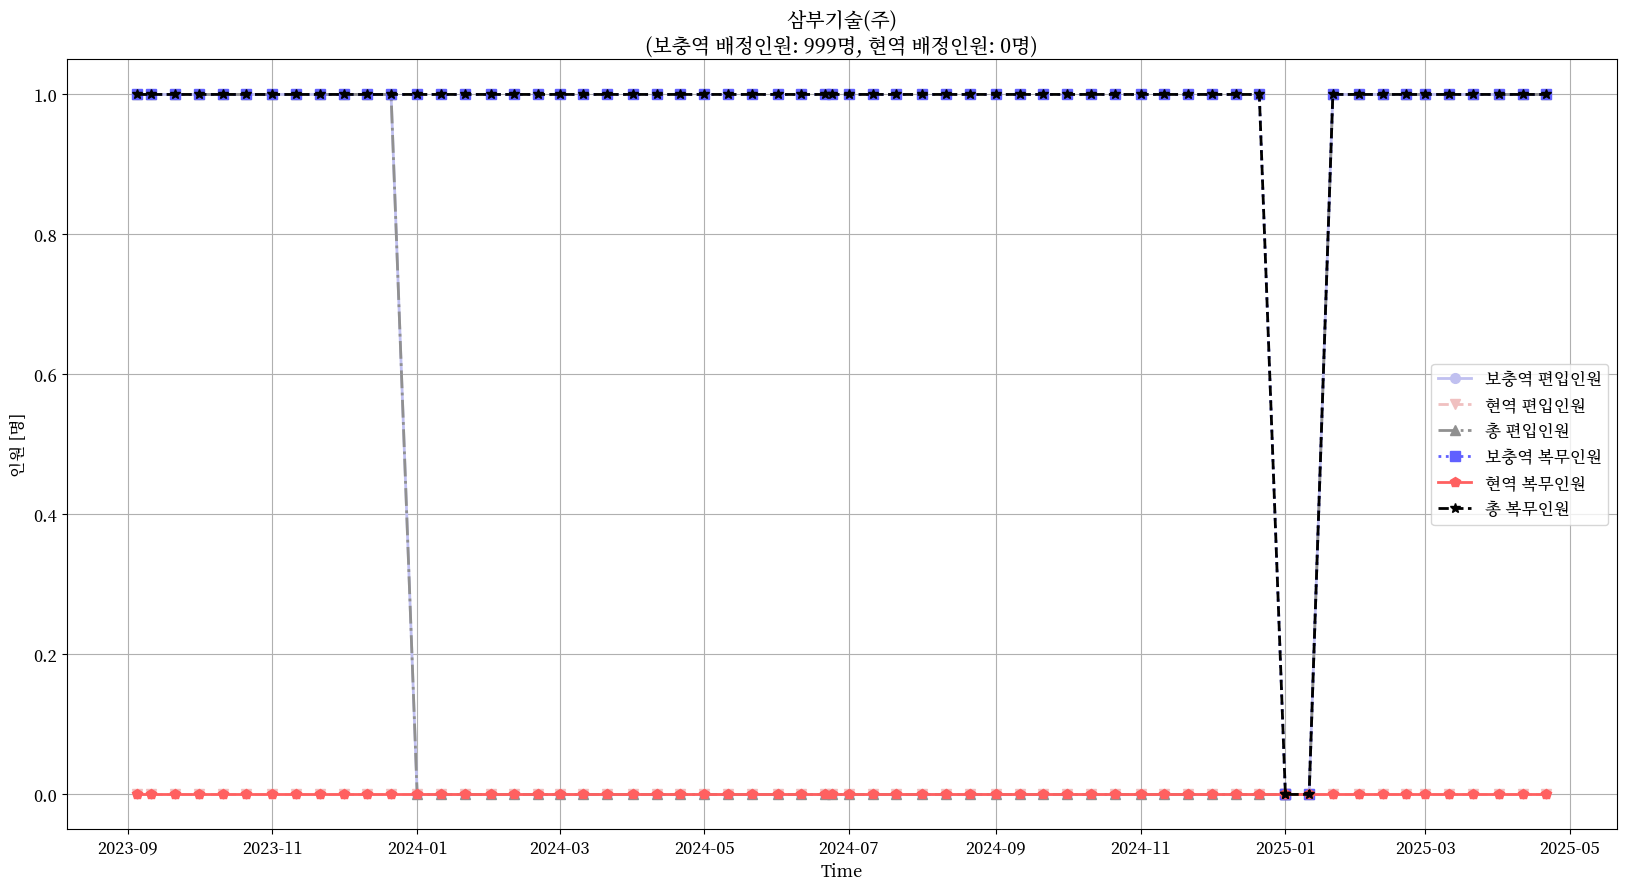 삼부기술(주)
(보충역 배정인원: 999명, 현역 배정인원: 0명)
인원 [명]
1.0
0.8
0.6
0.4
0.2
0.0
보충역 편입인원
현역 편입인원
총 편입인원
보충역 복무인원
현역 복무인원
총 복무인원
2023-09 2023-11 2024-01 2024-03 2024-05 2024-07 2024-09 2024-11 2025-01 2025-03 2025-05
Time